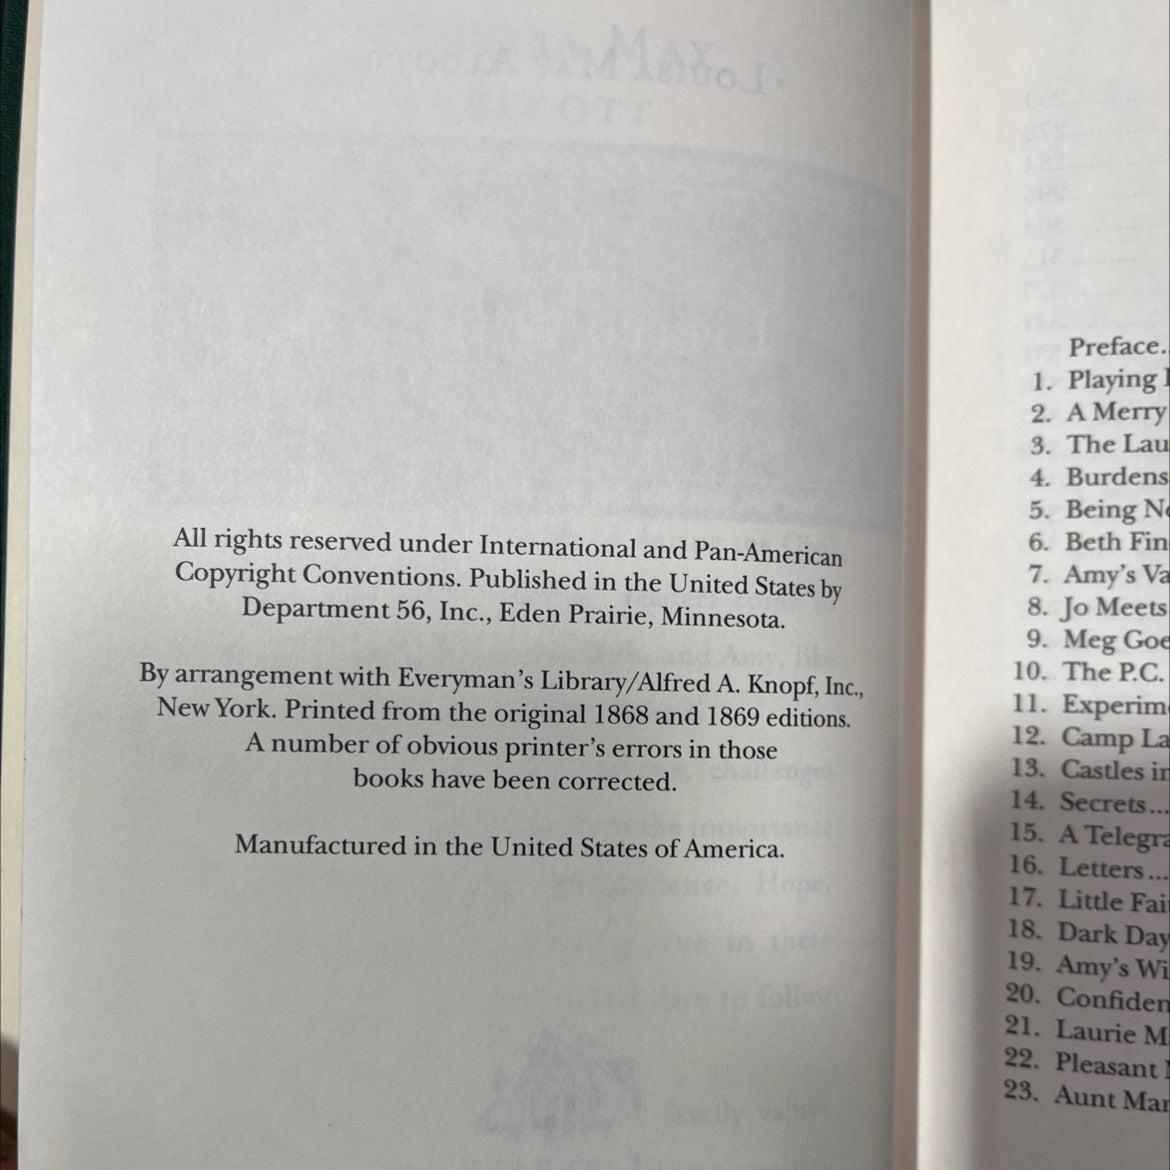 All rights reserved under International and Pan-American
Copyright Conventions. Published in the United States by
Department 56, Inc., Eden Prairie, Minnesota.
By arrangement with Everyman's Library/Alfred A. Knopf, Inc.,
New York. Printed from the original 1868 and 1869 editions.
A number of obvious printer's errors in those
books have been corrected.
Manufactured in the United States of America.
Preface..
1. Playing
2. A Merry
3. The Lau
4. Burdens
5. Being Ne
6. Beth Fin
7. Amy's Va
8. Jo Meets
9. Meg Goe
10. The P.C.
11. Experim
12. Camp La
13. Castles in
14. Secrets...
15. A Telegra
16. Letters...
17. Little Fai
18. Dark Day
19. Amy's Wi
20. Confiden
21. Laurie M
22. Pleasant
23. Aunt Mar